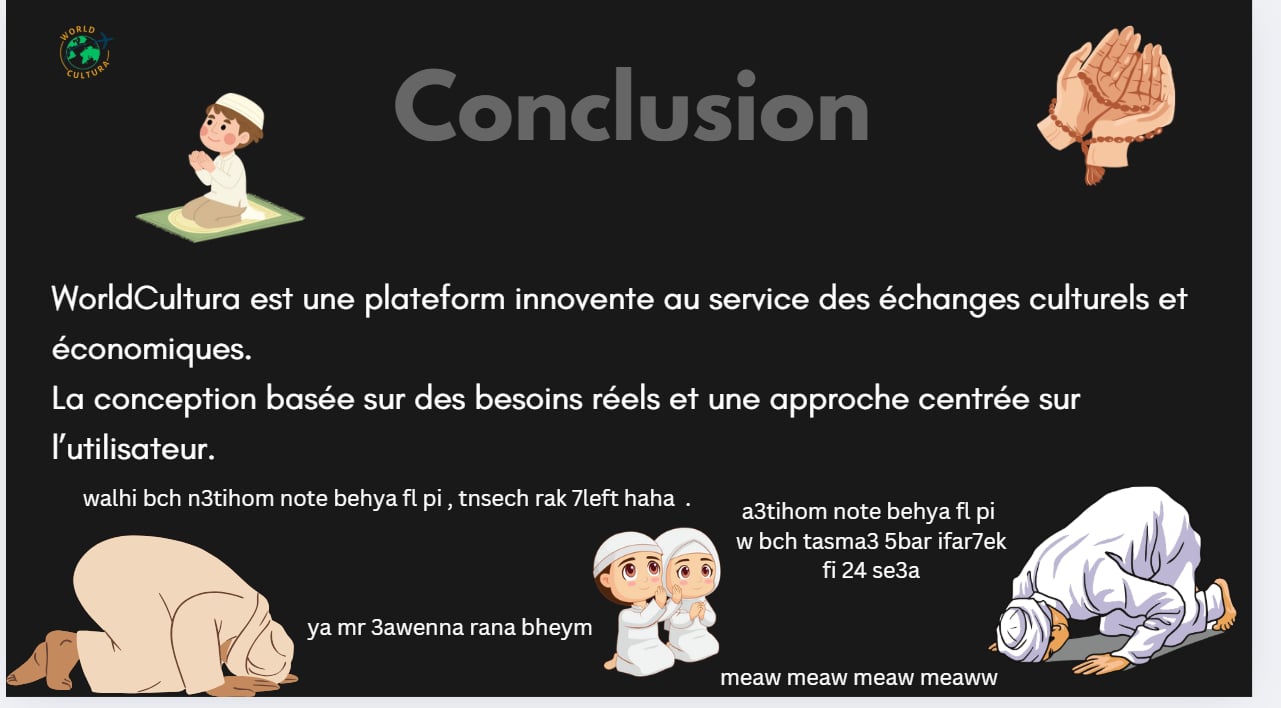 WORLD
CULTURA
Conclusion
WorldCultura est une plateform innovente au service des échanges culturels et
économiques.
La conception basée sur des besoins réels et une approche centrée sur
l’utilisateur.
walhi bch n3tihom note behya fl pi , tnsech rak 7left haha .
a3tihom note behya fl pi
w bch tasma3 5bar ifar7ek
fi 24 se3a
ya mr 3awenna rana bheym
meaw meaw meaw meaww